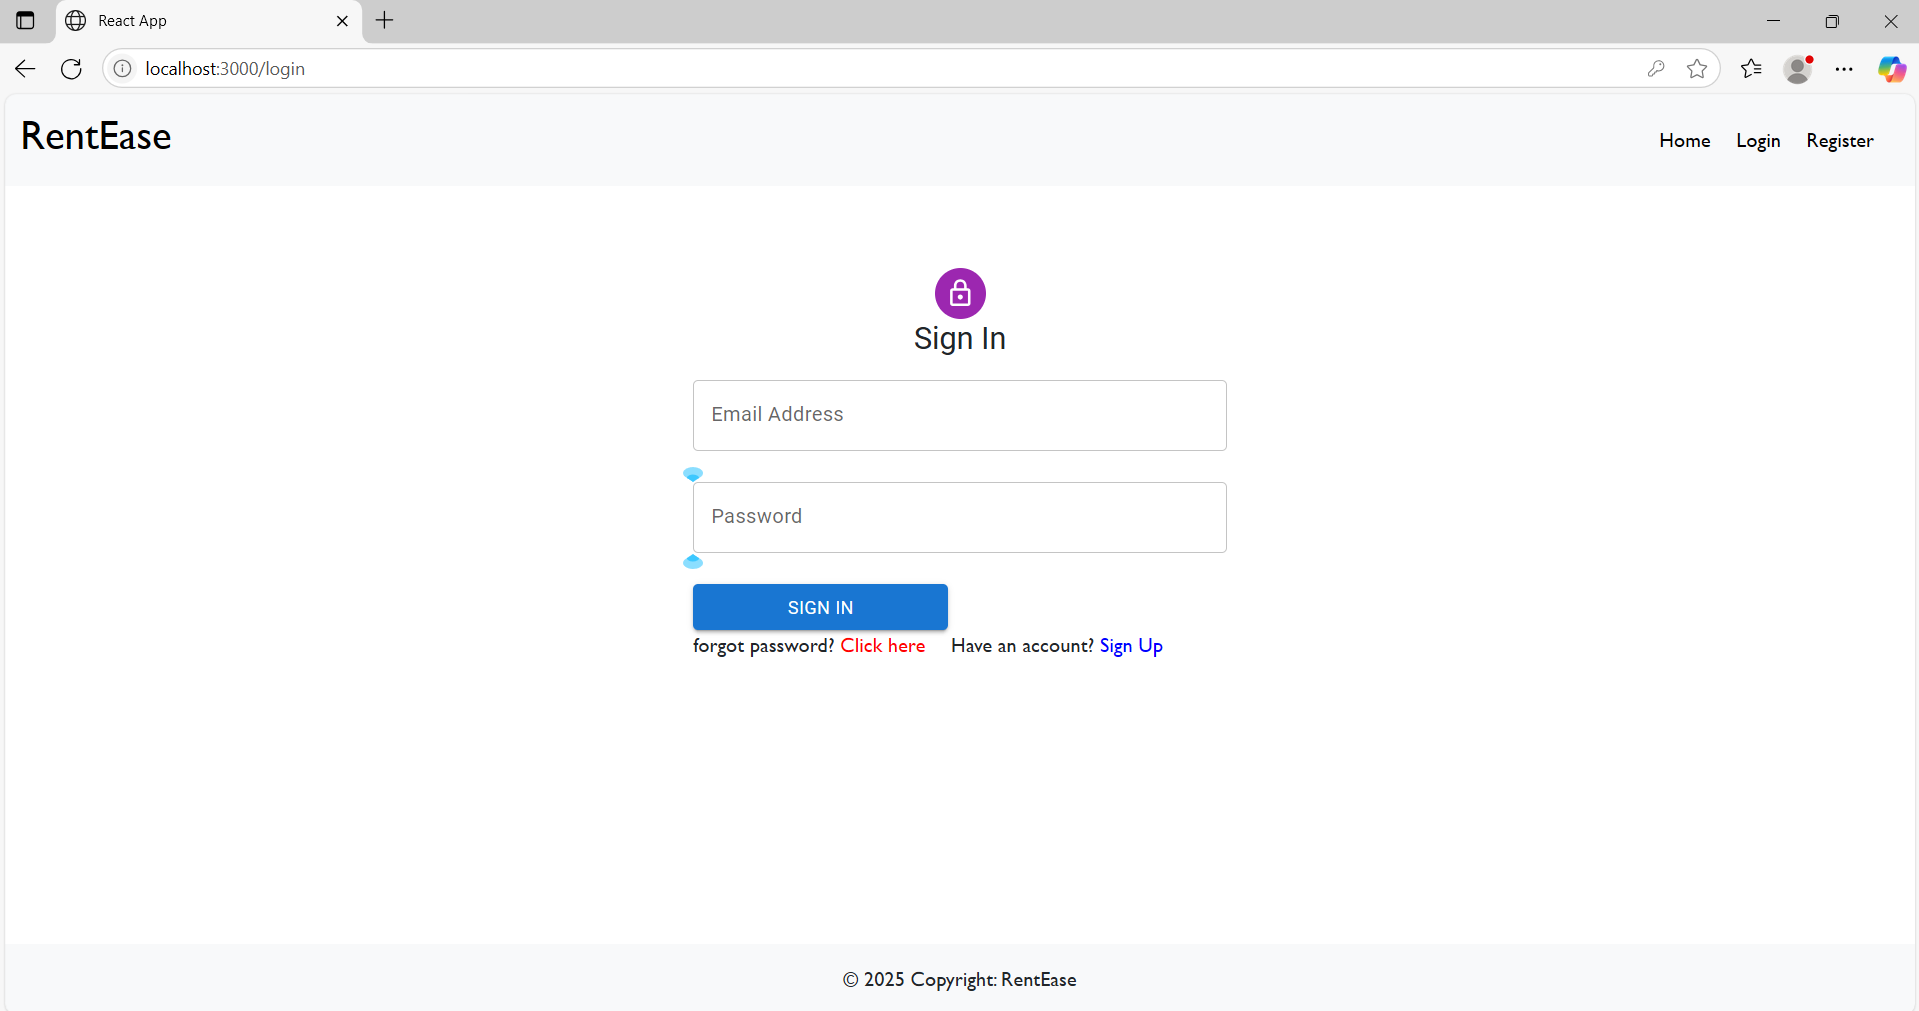 React App
localhost:3000/login
RentEase
Home Login Register
Sign In
Email Address
Password
SIGN IN
forgot password? Click here Have an account? Sign Up
© 2025 Copyright: RentEase